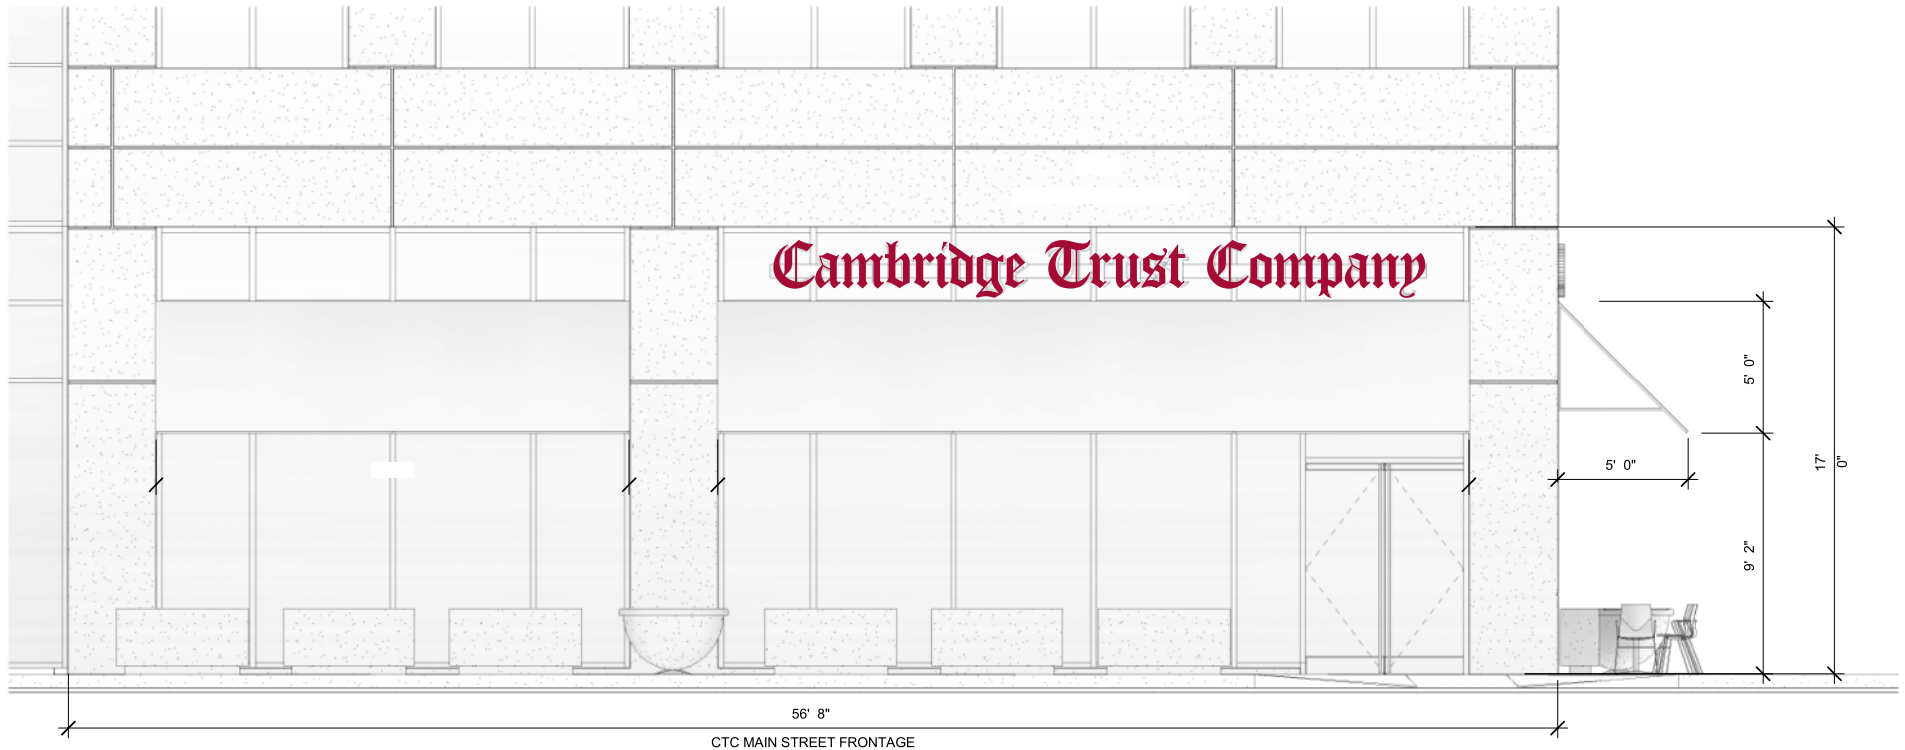 Cambridge Trust Company
5' 0"
5' 0"
17' 0"
9' 2"
56' 8"
CTC MAIN STREET FRONTAGE